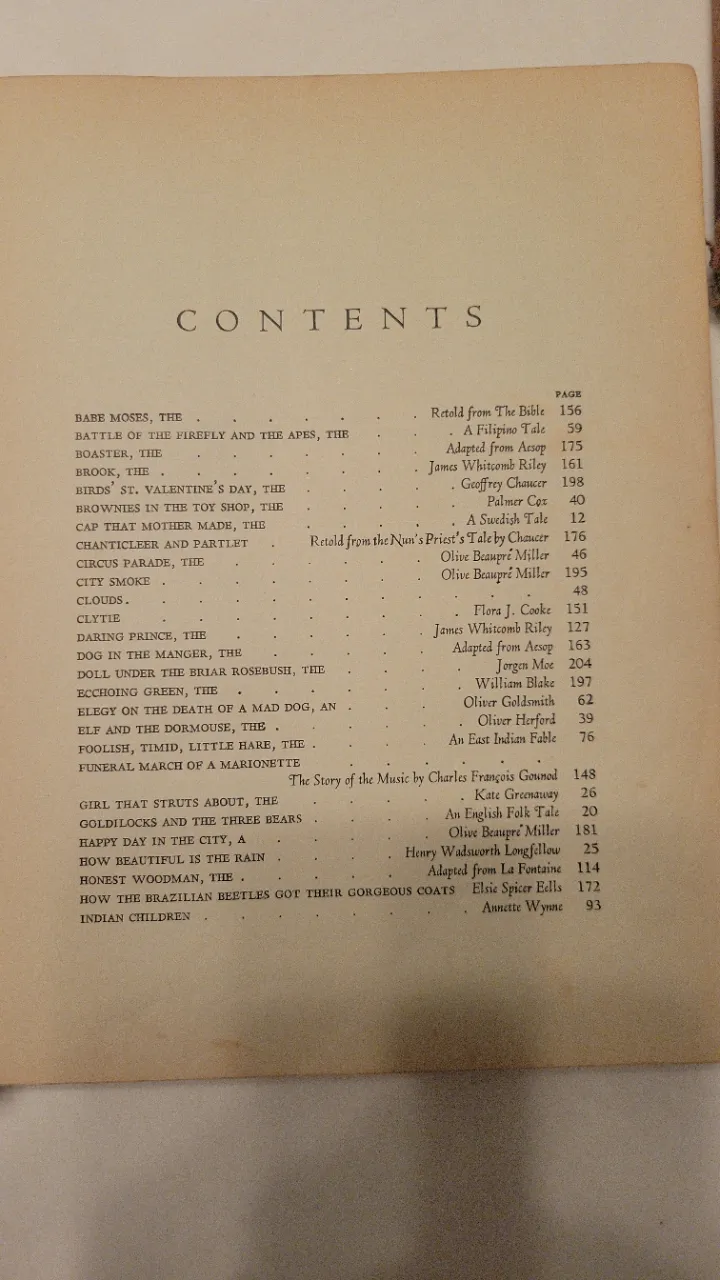 CONTENTS
PAGE
BABE MOSES, THE . . . . . . . Retold from The Bible 156
BATTLE OF THE FIREFLY AND THE APES, THE . . . A Filipino Tale 59
BOASTER, THE . . . . . . . Adapted from Aesop 175
BROOK, THE . . . . . . . . James Whitcomb Riley 161
BIRDS' ST. VALENTINE'S DAY, THE . . . . . Geoffrey Chaucer 198
BROWNIES IN THE TOY SHOP, THE . . . . . Palmer Cox 40
CAP THAT MOTHER MADE, THE . . . . . A Swedish Tale 12
CHANTICLEER AND PARTLET . Retold from the Nun's Priest's Tale by Chaucer 176
CIRCUS PARADE, THE . . . . . . Olive Beaupré Miller 46
CITY SMOKE . . . . . . . . Olive Beaupré Miller 195
CLOUDS . . . . . . . . . . . 48
CLYTIE . . . . . . . . . Flora J. Cooke 151
DARING PRINCE, THE . . . . . . James Whitcomb Riley 127
DOG IN THE MANGER, THE . . . . . Adapted from Aesop 163
DOLL UNDER THE BRIAR ROSEBUSH, THE . . . . Jorgen Moe 204
ECCHOING GREEN, THE . . . . . . . William Blake 197
ELEGY ON THE DEATH OF A MAD DOG, AN . . . . Oliver Goldsmith 62
ELF AND THE DORMOUSE, THE . . . . . . Oliver Herford 39
FOOLISH, TIMID, LITTLE HARE, THE . . . . . An East Indian Fable 76
FUNERAL MARCH OF A MARIONETTE . . . . . .
The Story of the Music by Charles François Gounod 148
GIRL THAT STRUTS ABOUT, THE . . . . . Kate Greenaway 26
GOLDILOCKS AND THE THREE BEARS . . . . An English Folk Tale 20
HAPPY DAY IN THE CITY, A . . . . . Olive Beaupré Miller 181
HOW BEAUTIFUL IS THE RAIN . . . . Henry Wadsworth Longfellow 25
HONEST WOODMAN, THE . . . . . Adapted from La Fontaine 114
HOW THE BRAZILIAN BEETLES GOT THEIR GORGEOUS COATS Elsie Spicer Eells 172
INDIAN CHILDREN . . . . . . . . Annette Wynne 93